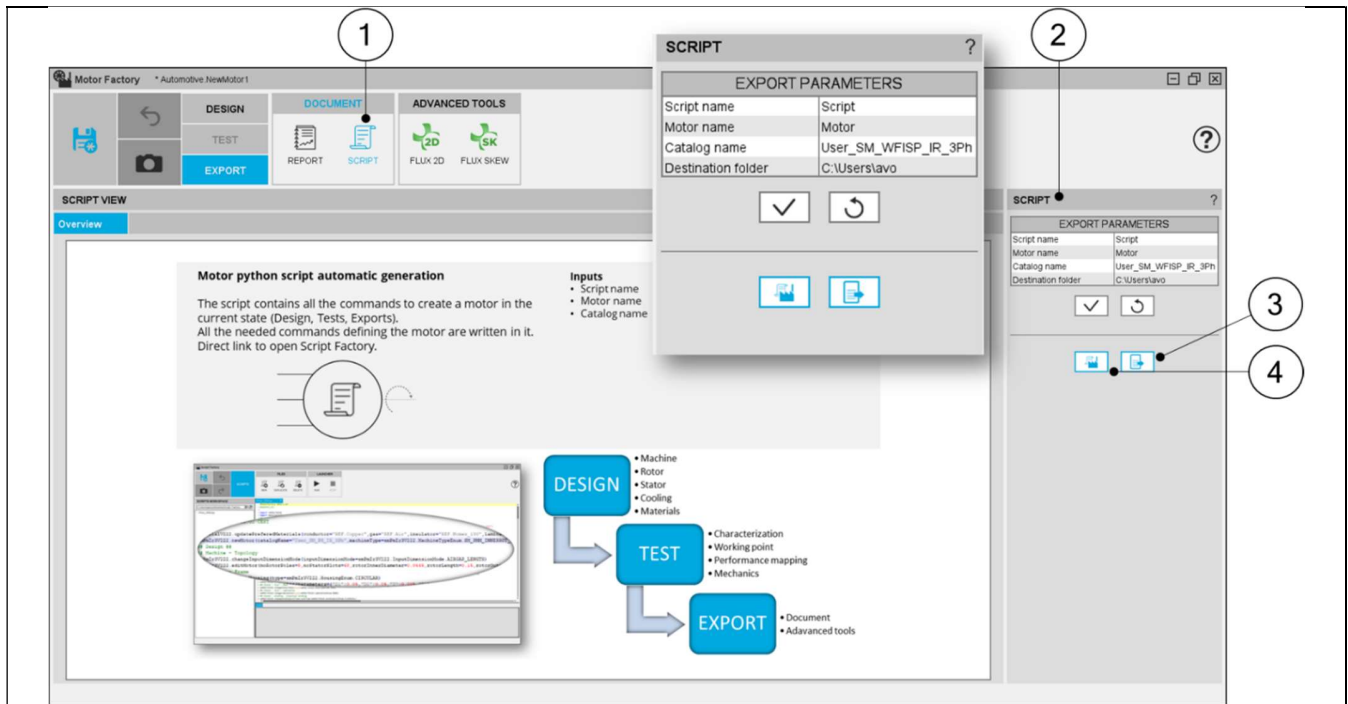 1
2
Motor Factory * Automotive.NewMotor1
DESIGN
TEST
EXPORT
DOCUMENT
REPORT
SCRIPT
ADVANCED TOOLS
2D
FLUX 2D
SK
FLUX SKEW
?
SCRIPT ?
EXPORT PARAMETERS
Script name Script
Motor name Motor
Catalog name User_SM_WFISP_IR_3Ph
Destination folder C:\Users\avo
SCRIPT VIEW
Overview
Motor python script automatic generation
The script contains all the commands to create a motor in the
current state (Design, Tests, Exports).
All the needed commands defining the motor are written in it.
Direct link to open Script Factory.
Inputs
• Script name
• Motor name
• Catalog name
SCRIPT ?
EXPORT PARAMETERS
Script name Script
Motor name Motor
Catalog name User_SM_WFISP_IR_3Ph
Destination folder C:\Users\avo
3
4
DESIGN
• Machine
• Rotor
• Stator
• Cooling
• Materials
TEST
• Characterization
• Working point
• Performance mapping
• Mechanics
EXPORT
• Document
• Adavanced tools